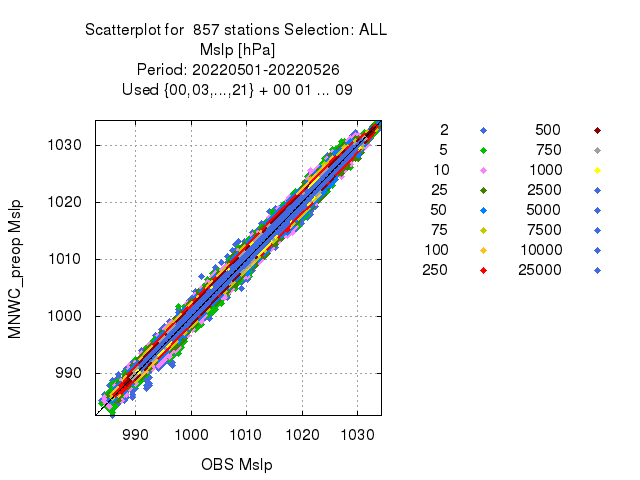 Scatterplot for 857 stations Selection: ALL
Mslp [hPa]
Period: 20220501-20220526
Used {00,03,...,21} + 00 01 ... 09
MNWC_preop Mslp
1030
1020
1010
1000
990
990 1000 1010 1020 1030
OBS Mslp
2 500
5 750
10 1000
25 2500
50 5000
75 7500
100 10000
250 25000